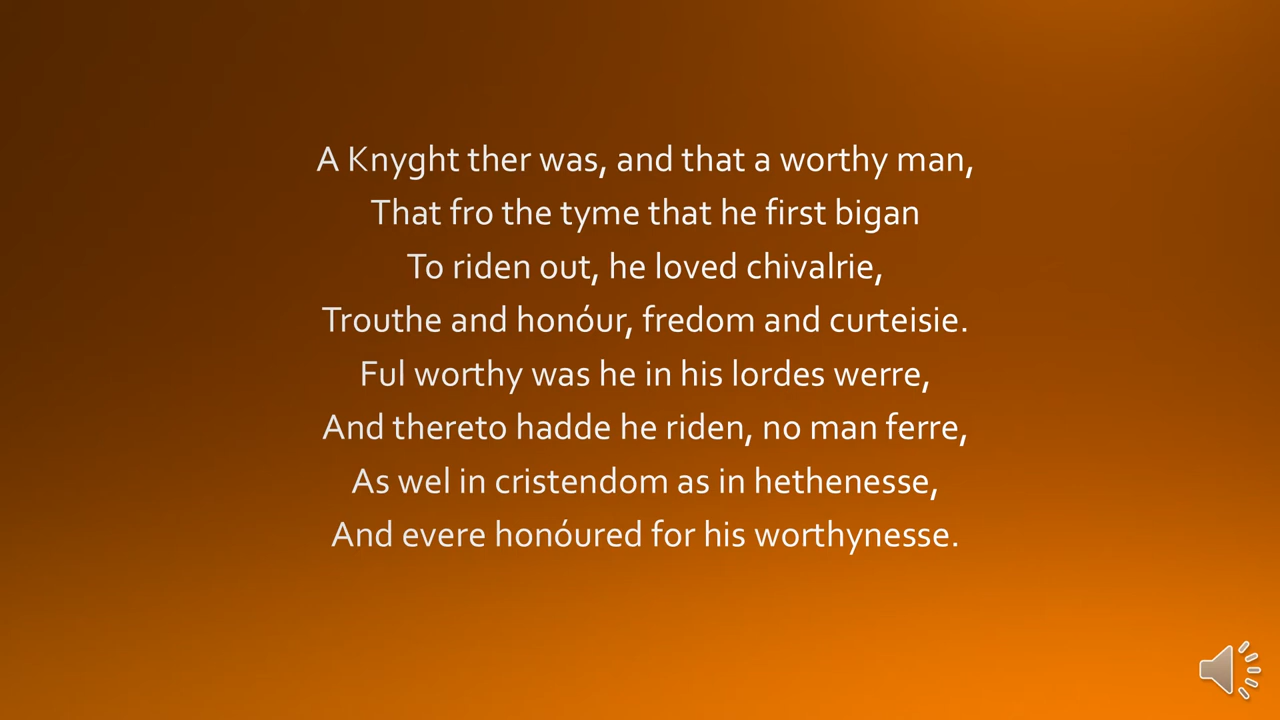 A Knyght ther was, and that a worthy man,
That fro the tyme that he first bigan
To riden out, he loved chivalrie,
Trouthe and honóur, fredom and curteisie.
Ful worthy was he in his lordes werre,
And thereto hadde he riden, no man ferre,
As wel in cristendom as in hethenesse,
And evere honóured for his worthynesse.